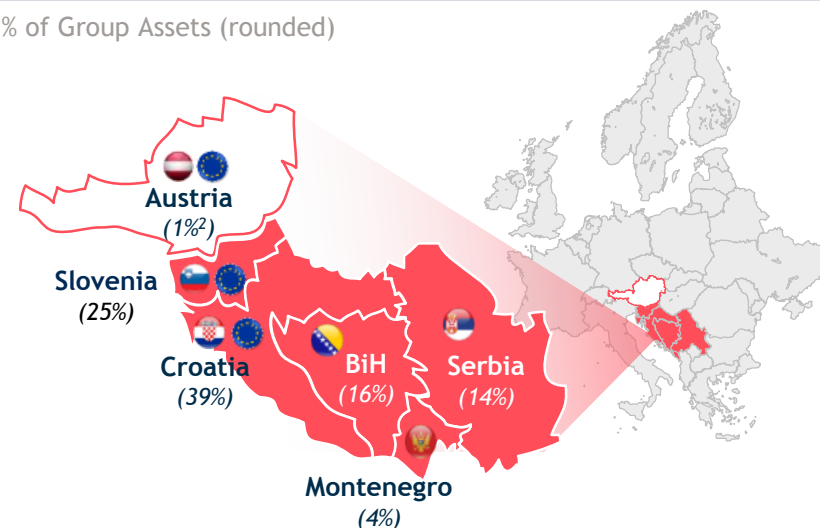 % of Group Assets (rounded)
Austria
(1%²)
Slovenia
(25%)
Croatia
(39%)
BiH
(16%)
Serbia
(14%)
Montenegro
(4%)